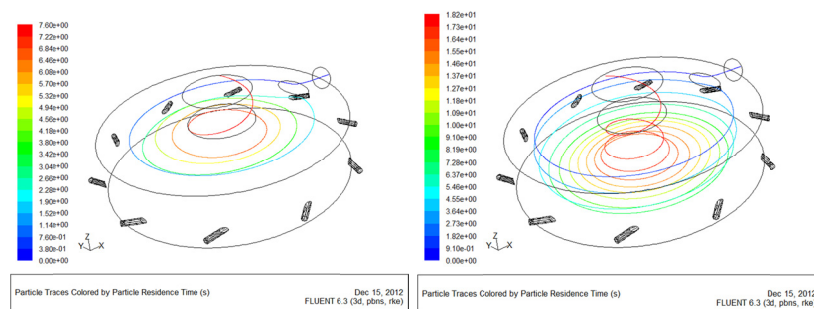 7.60e+00
7.22e+00
6.84e+00
6.46e+00
6.08e+00
5.70e+00
5.32e+00
4.94e+00
4.56e+00
4.18e+00
3.80e+00
3.42e+00
3.04e+00
2.66e+00
2.28e+00
1.90e+00
1.52e+00
1.14e+00
7.60e-01
3.80e-01
0.00e+00
Z
Y X
Particle Traces Colored by Particle Residence Time (s)
Dec 15, 2012
FLUENT 6.3 (3d, pbns, rke)
1.82e+01
1.73e+01
1.64e+01
1.55e+01
1.46e+01
1.37e+01
1.27e+01
1.18e+01
1.09e+01
1.00e+01
9.10e+00
8.19e+00
7.28e+00
6.37e+00
5.46e+00
4.55e+00
3.64e+00
2.73e+00
1.82e+00
9.10e-01
0.00e+00
Z
Y X
Particle Traces Colored by Particle Residence Time (s)
Dec 15, 2012
FLUENT 6.3 (3d, pbns, rke)